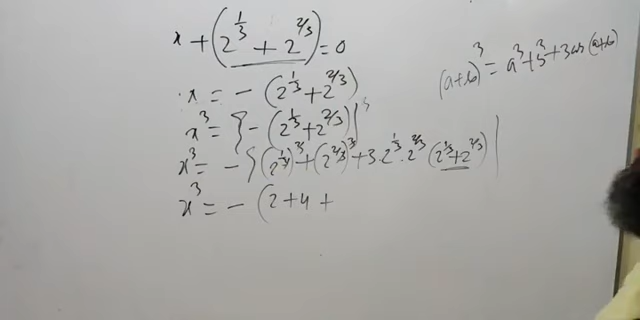 x + (2^{1/3} + 2^{2/3}) = 0
x = - (2^{1/3} + 2^{2/3})
(a+b)^3 = a^3 + b^3 + 3ab (a+b)
x^3 = {- (2^{1/3} + 2^{2/3})}^3
x^3 = - {(2^{1/3})^3 + (2^{2/3})^3 + 3.2^{1/3}.2^{2/3} (2^{1/3} + 2^{2/3})}
x^3 = - (2 + 4 +